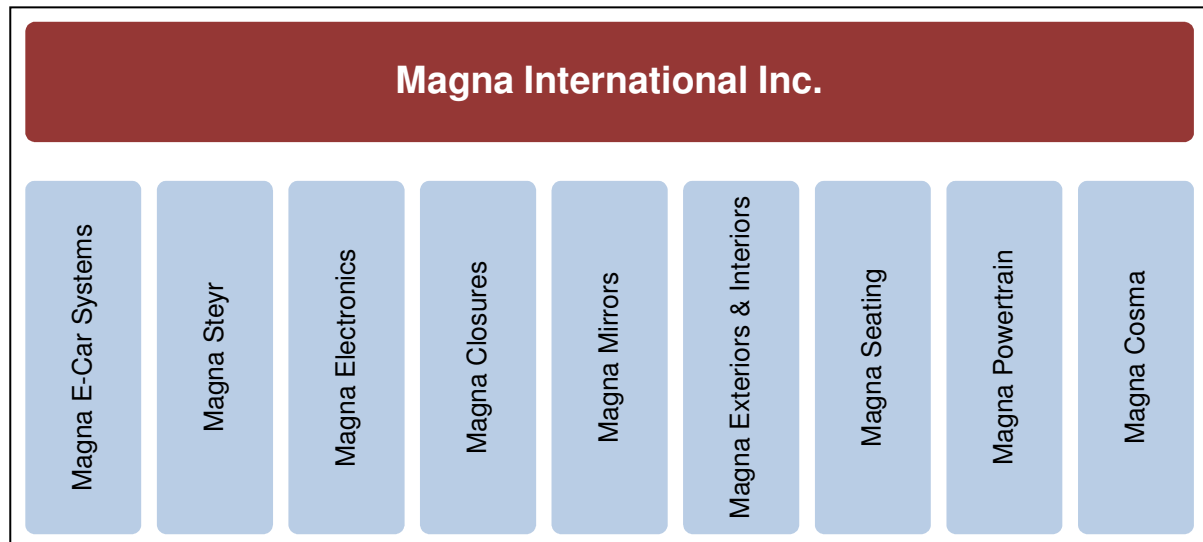 Magna International Inc.
Magna E-Car Systems
Magna Steyr
Magna Electronics
Magna Closures
Magna Mirrors
Magna Exteriors & Interiors
Magna Seating
Magna Powertrain
Magna Cosma